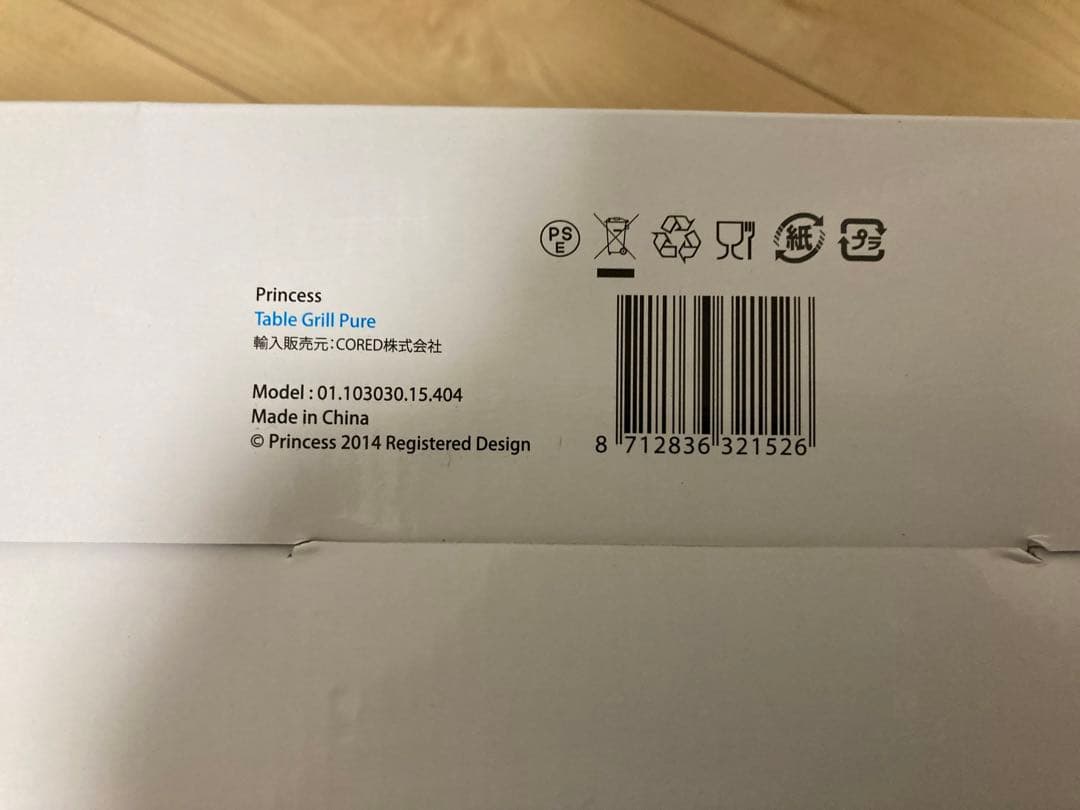 PS
E
紙
プラ
Princess
Table Grill Pure
輸入販売元：CORED株式会社
Model : 01.103030.15.404
Made in China
© Princess 2014 Registered Design
8 712836 321526